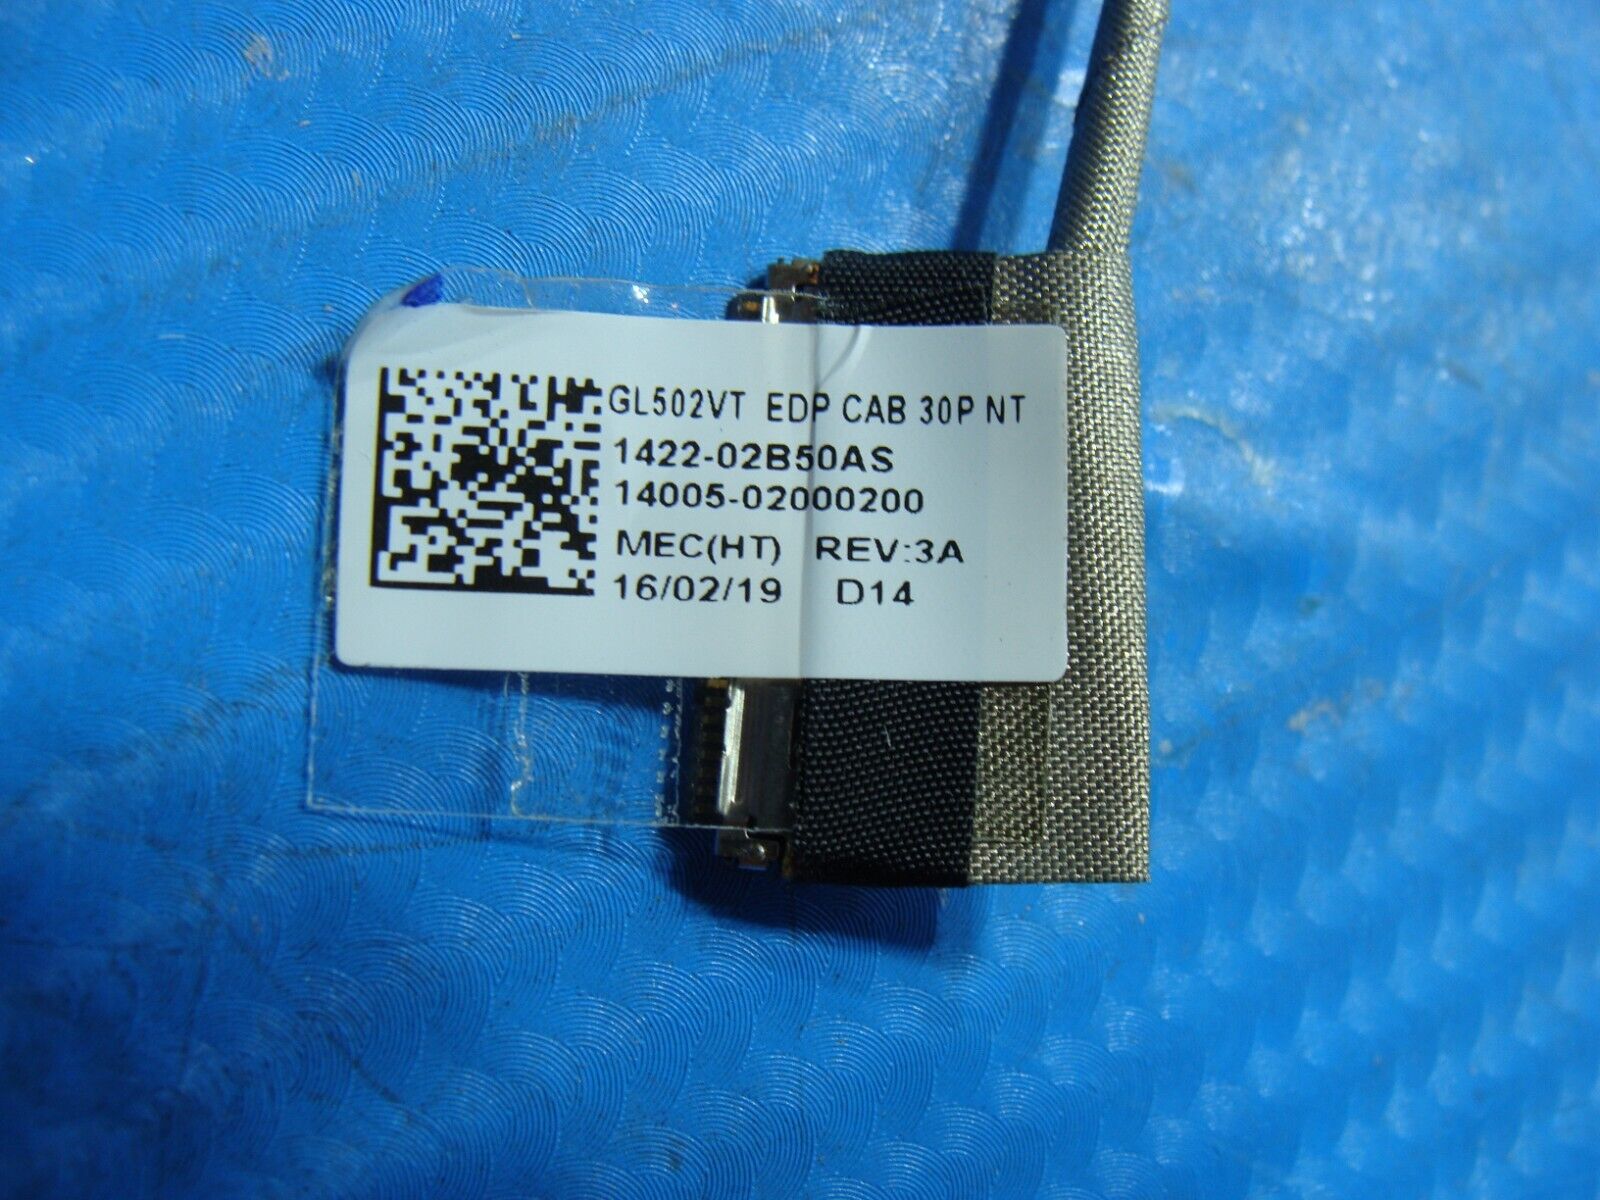 GL502VT EDP CAB 30P NT
1422-02B50AS
14005-02000200
MEC(HT) REV:3A
16/02/19 D14